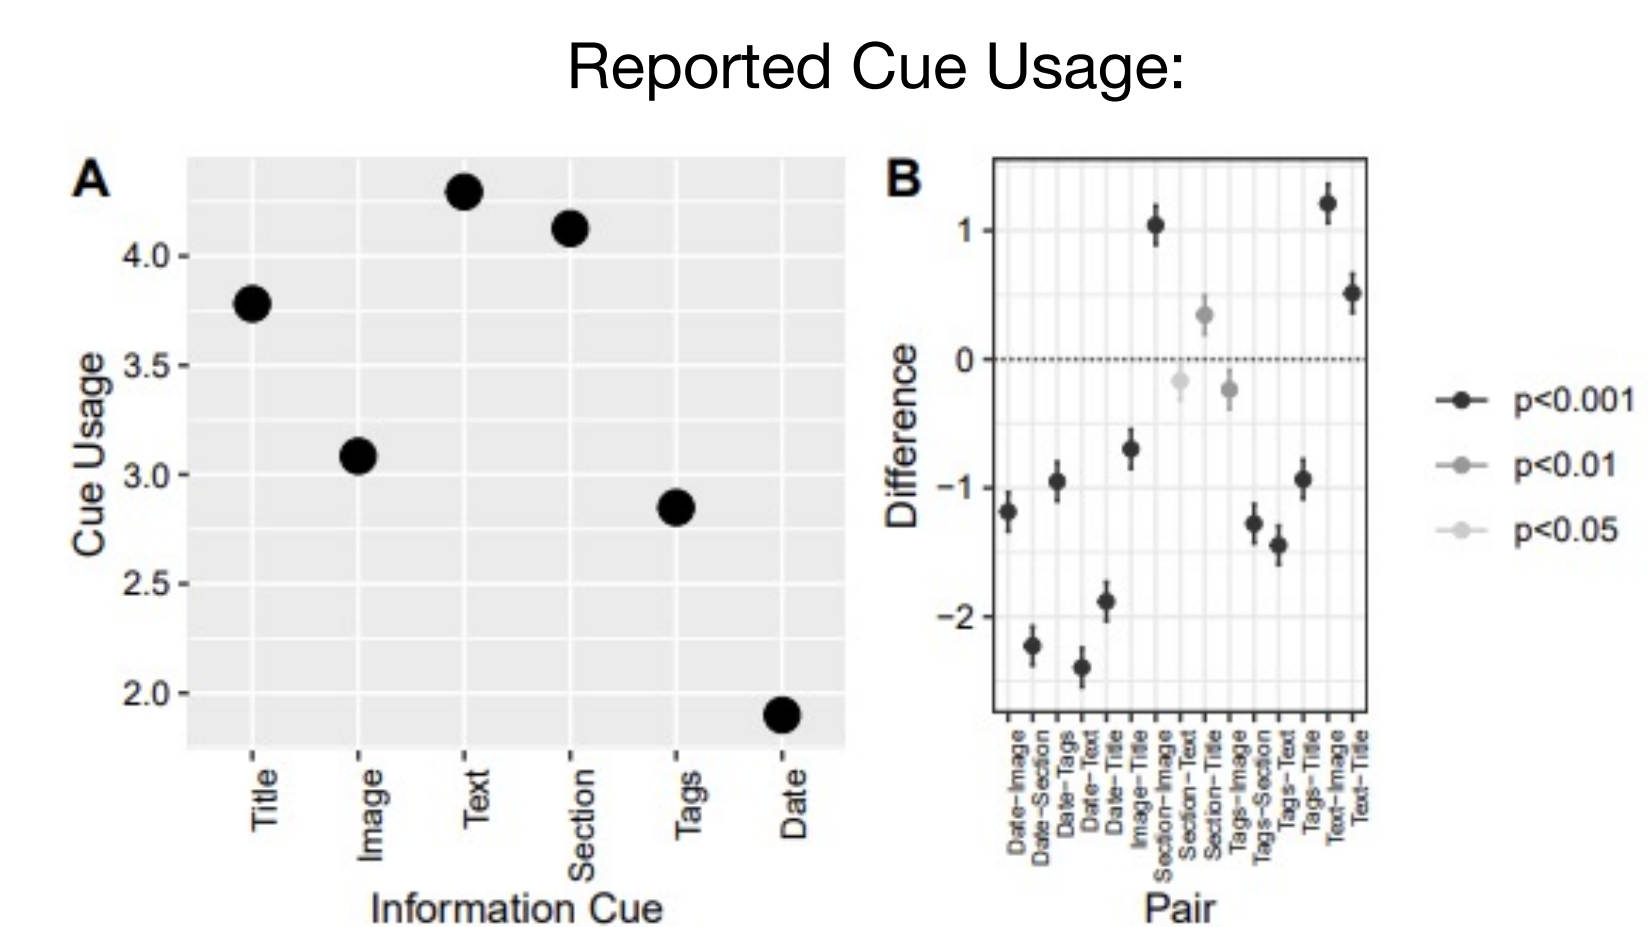 Reported Cue Usage:
A
Cue Usage
4.0
3.5
3.0
2.5
2.0
Title
Image
Text
Section
Tags
Date
Information Cue
B
Difference
1
0
−1
−2
Date−Image
Date−Section
Date−Tags
Date−Text
Date−Title
Image−Title
Section−Image
Section−Text
Section−Title
Tags−Image
Tags−Section
Tags−Text
Tags−Title
Text−Image
Text−Title
Pair
p<0.001
p<0.01
p<0.05